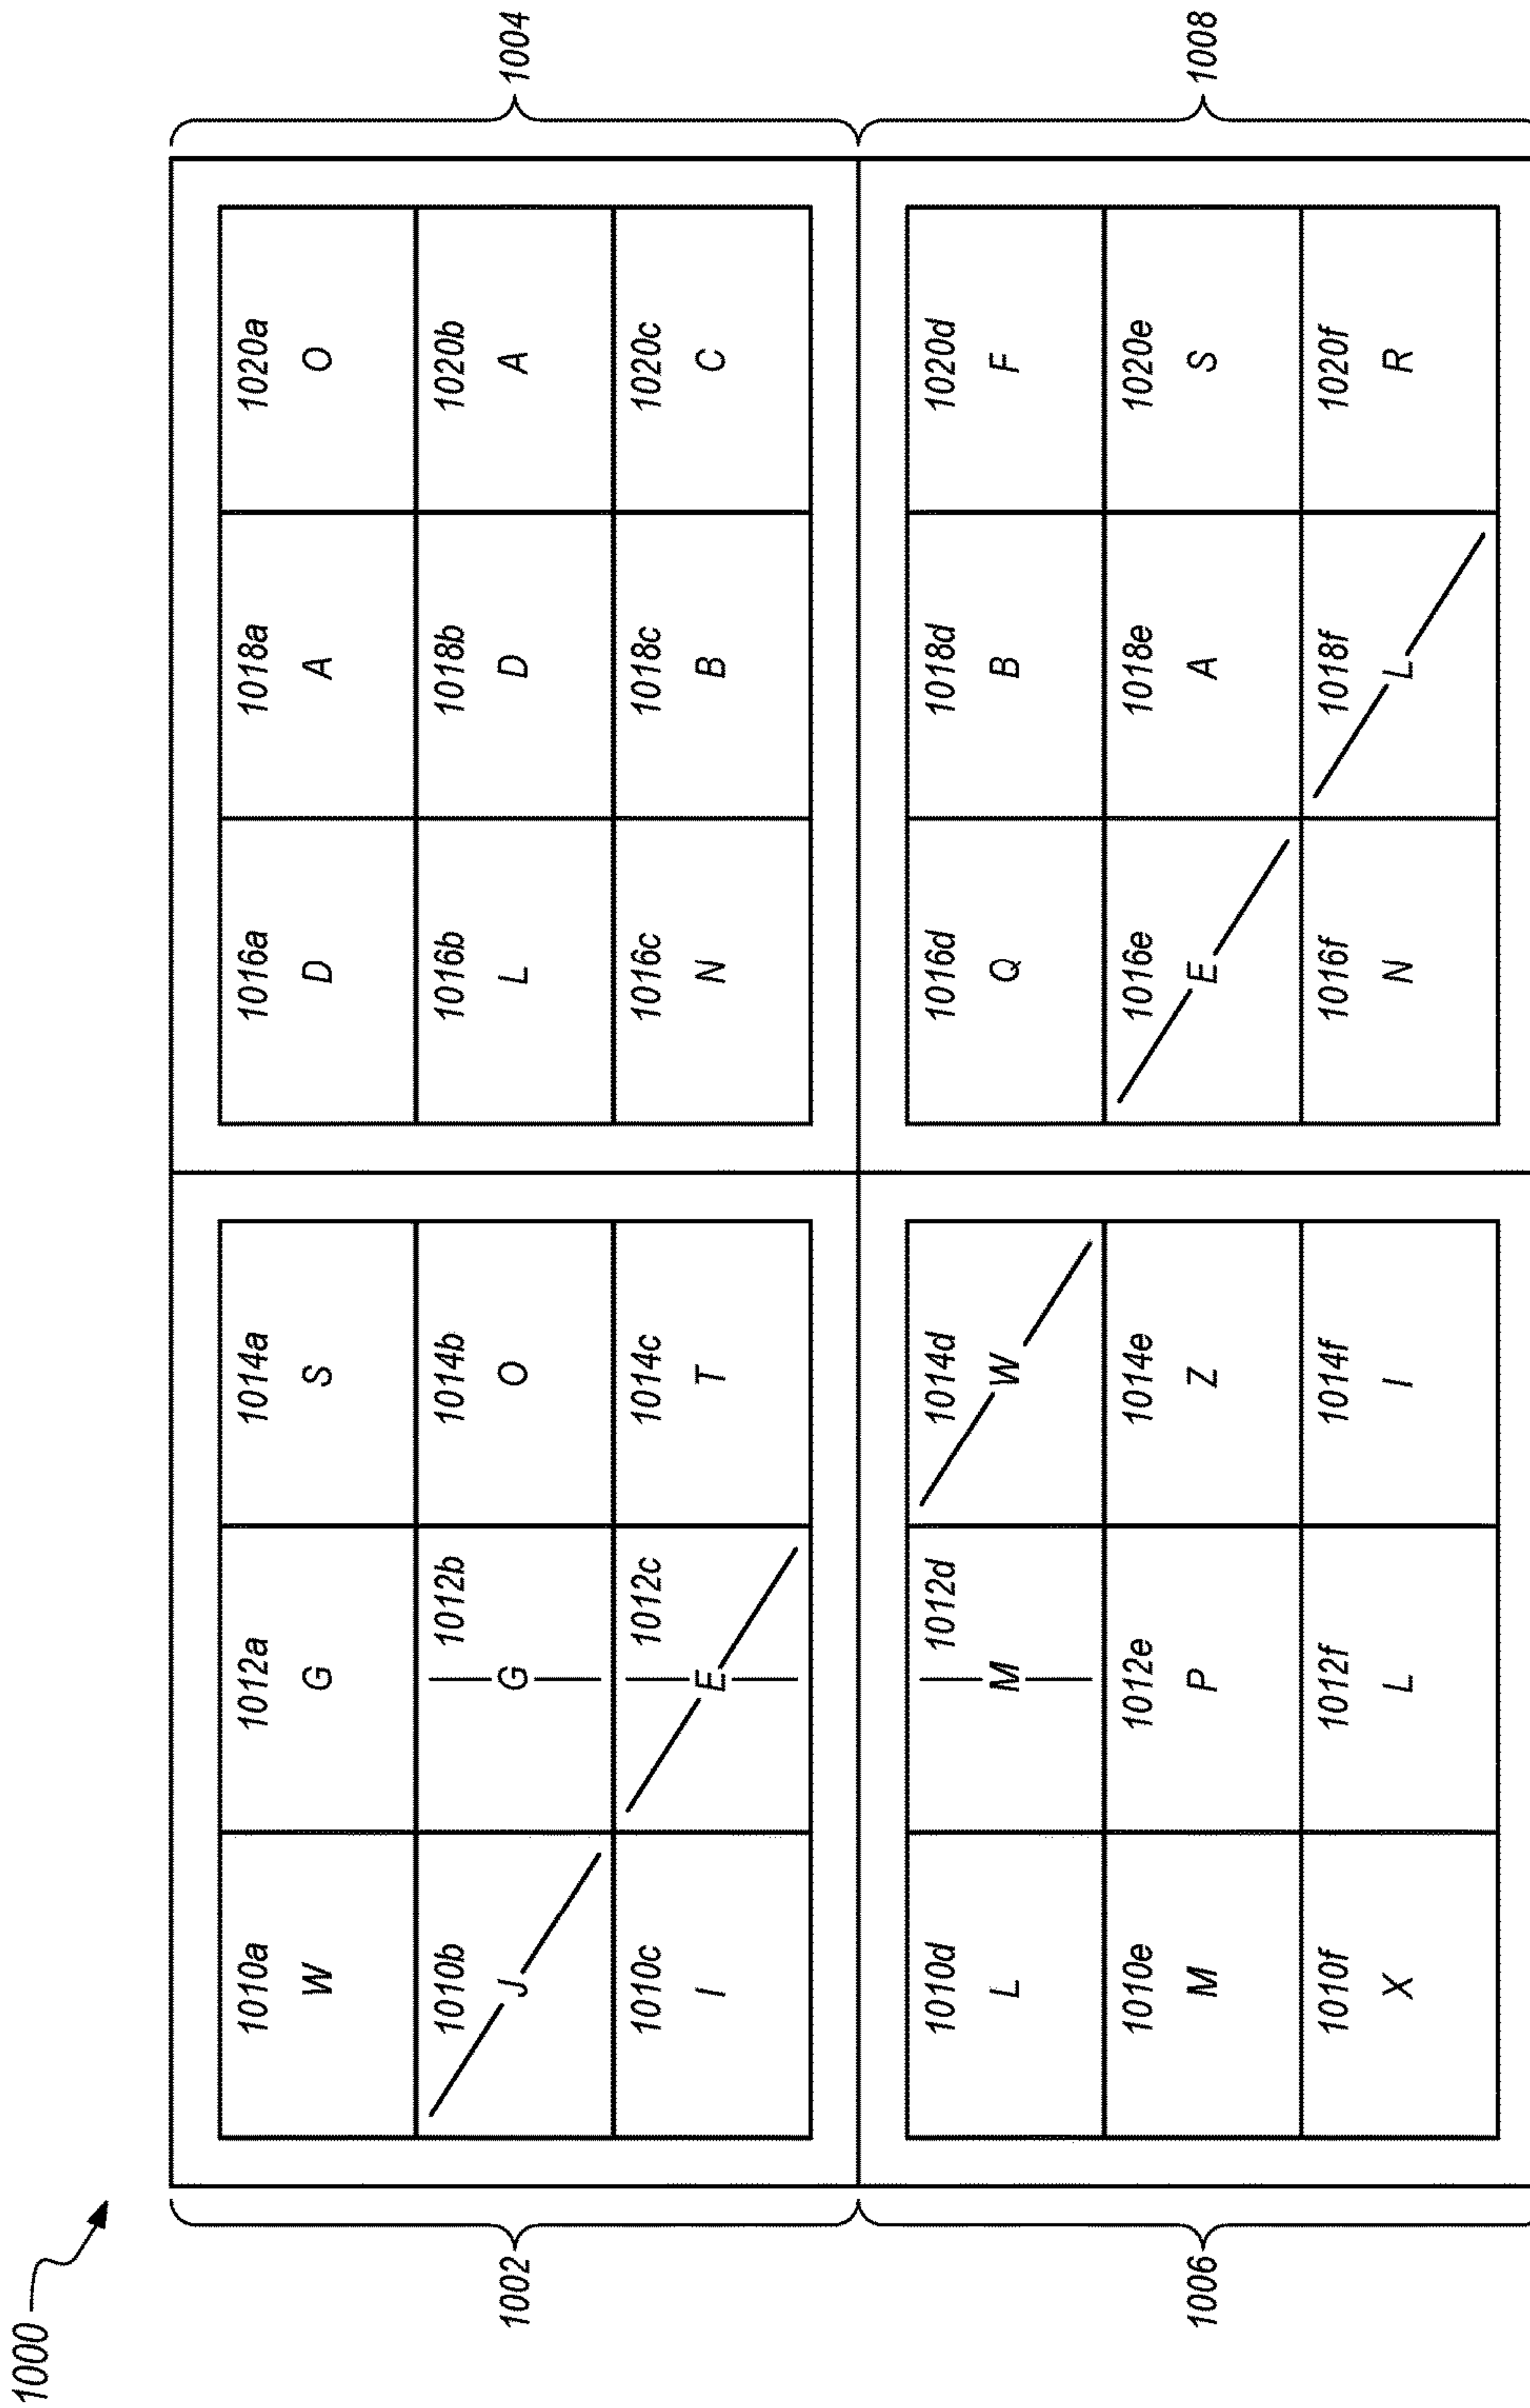 1000
1002
1004
1010a 1012a 1014a 1016a 1018a 1020a
W G S D A O
1010b 1012b 1014b 1016b 1018b 1020b
J G O L D A
1010c 1012c 1014c 1016c 1018c 1020c
I E T N B C
1006
1008
1010d 1012d 1014d 1016d 1018d 1020d
L M W Q B F
1010e 1012e 1014e 1016e 1018e 1020e
M P Z E A S
1010f 1012f 1014f 1016f 1018f 1020f
X L I N L R